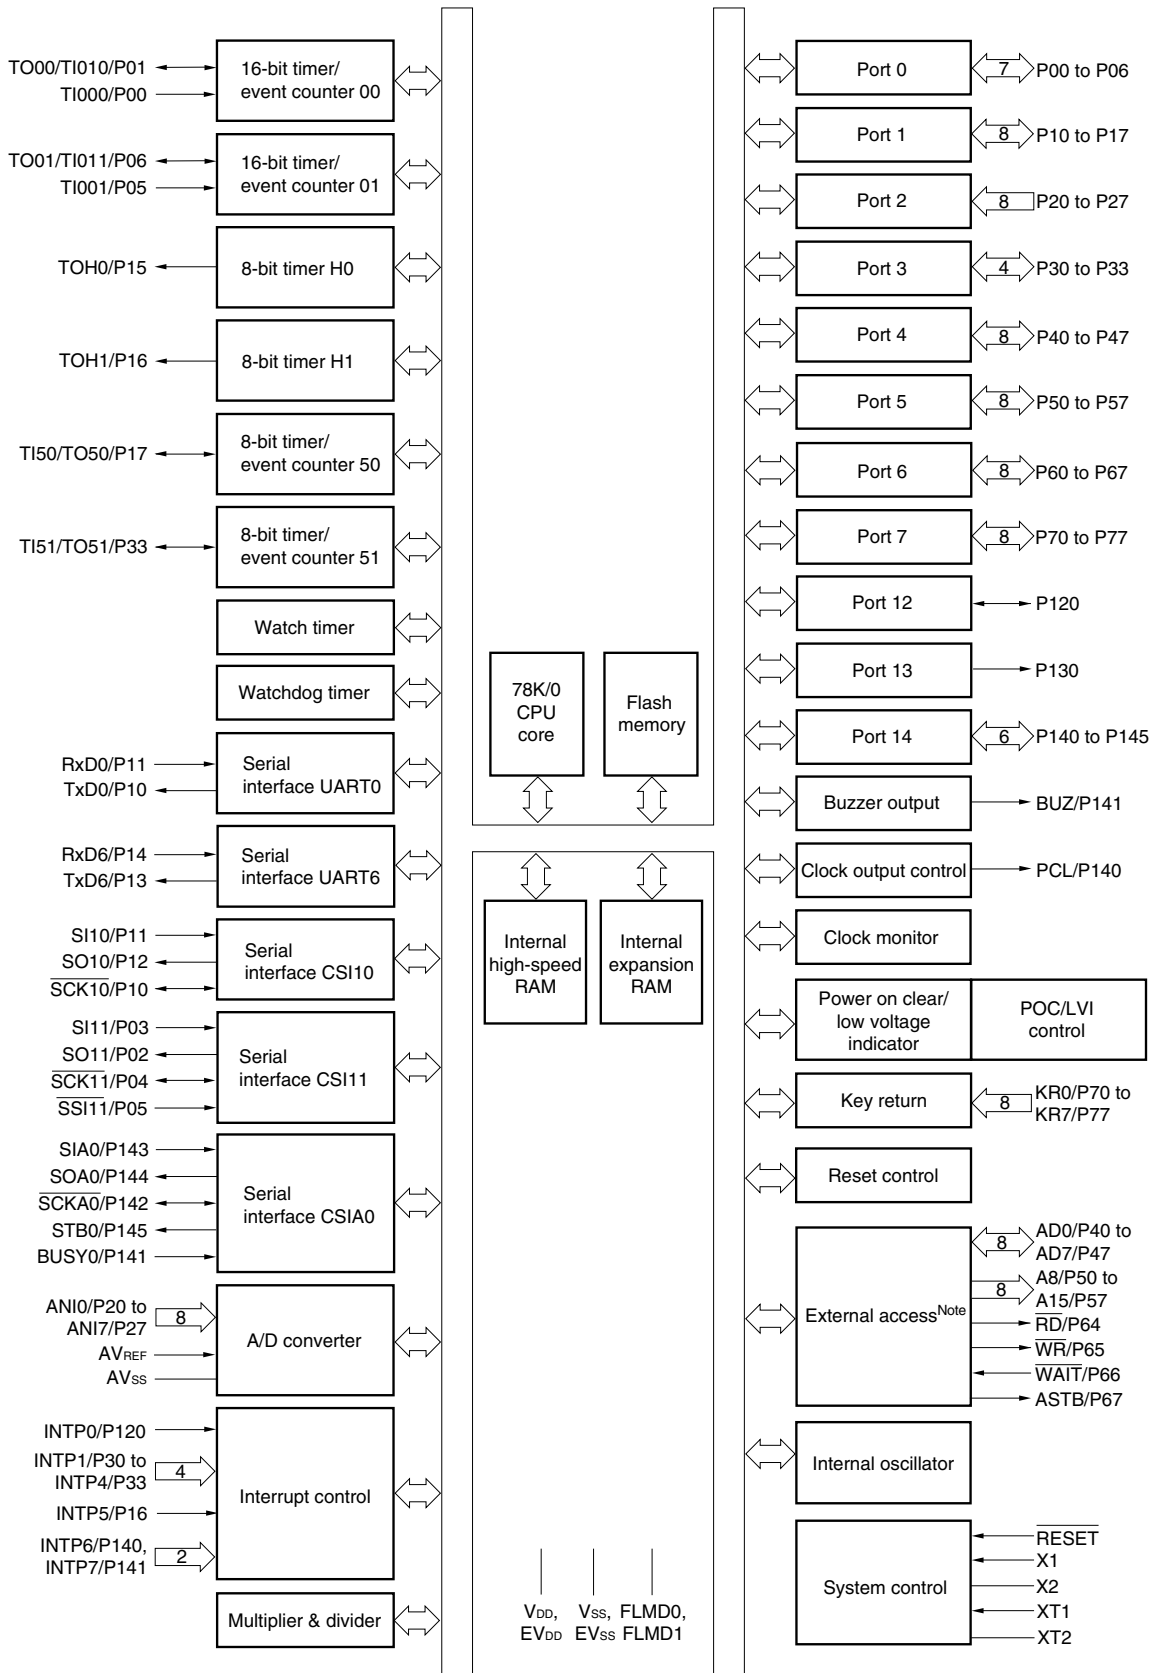 TO00/TI010/P01
TI000/P00
16-bit timer/
event counter 00
TO01/TI011/P06
TI001/P05
16-bit timer/
event counter 01
TOH0/P15
8-bit timer H0
TOH1/P16
8-bit timer H1
TI50/TO50/P17
8-bit timer/
event counter 50
TI51/TO51/P33
8-bit timer/
event counter 51
Watch timer
Watchdog timer
RxD0/P11
TxD0/P10
Serial
interface UART0
RxD6/P14
TxD6/P13
Serial
interface UART6
SI10/P11
SO10/P12
SCK10/P10
Serial
interface CSI10
SI11/P03
SO11/P02
SCK11/P04
SSI11/P05
Serial
interface CSI11
SIA0/P143
SOA0/P144
SCKA0/P142
STB0/P145
BUSY0/P141
Serial
interface CSIA0
ANI0/P20 to
ANI7/P27
8
AVREF
AVSS
A/D converter
INTP0/P120
INTP1/P30 to
INTP4/P33
4
INTP5/P16
INTP6/P140,
INTP7/P141
2
Interrupt control
Multiplier & divider
78K/0
CPU
core
Flash
memory
Internal
high-speed
RAM
Internal
expansion
RAM
VDD,
EVDD
VSS,
EVSS
FLMD0,
FLMD1
Port 0
7
P00 to P06
Port 1
8
P10 to P17
Port 2
8
P20 to P27
Port 3
4
P30 to P33
Port 4
8
P40 to P47
Port 5
8
P50 to P57
Port 6
8
P60 to P67
Port 7
8
P70 to P77
Port 12
P120
Port 13
P130
Port 14
6
P140 to P145
Buzzer output
BUZ/P141
Clock output control
PCL/P140
Clock monitor
Power on clear/
low voltage
indicator
POC/LVI
control
Key return
8
KR0/P70 to
KR7/P77
Reset control
External accessNote
8
AD0/P40 to
AD7/P47
8
A8/P50 to
A15/P57
RD/P64
WR/P65
WAIT/P66
ASTB/P67
Internal oscillator
System control
RESET
X1
X2
XT1
XT2